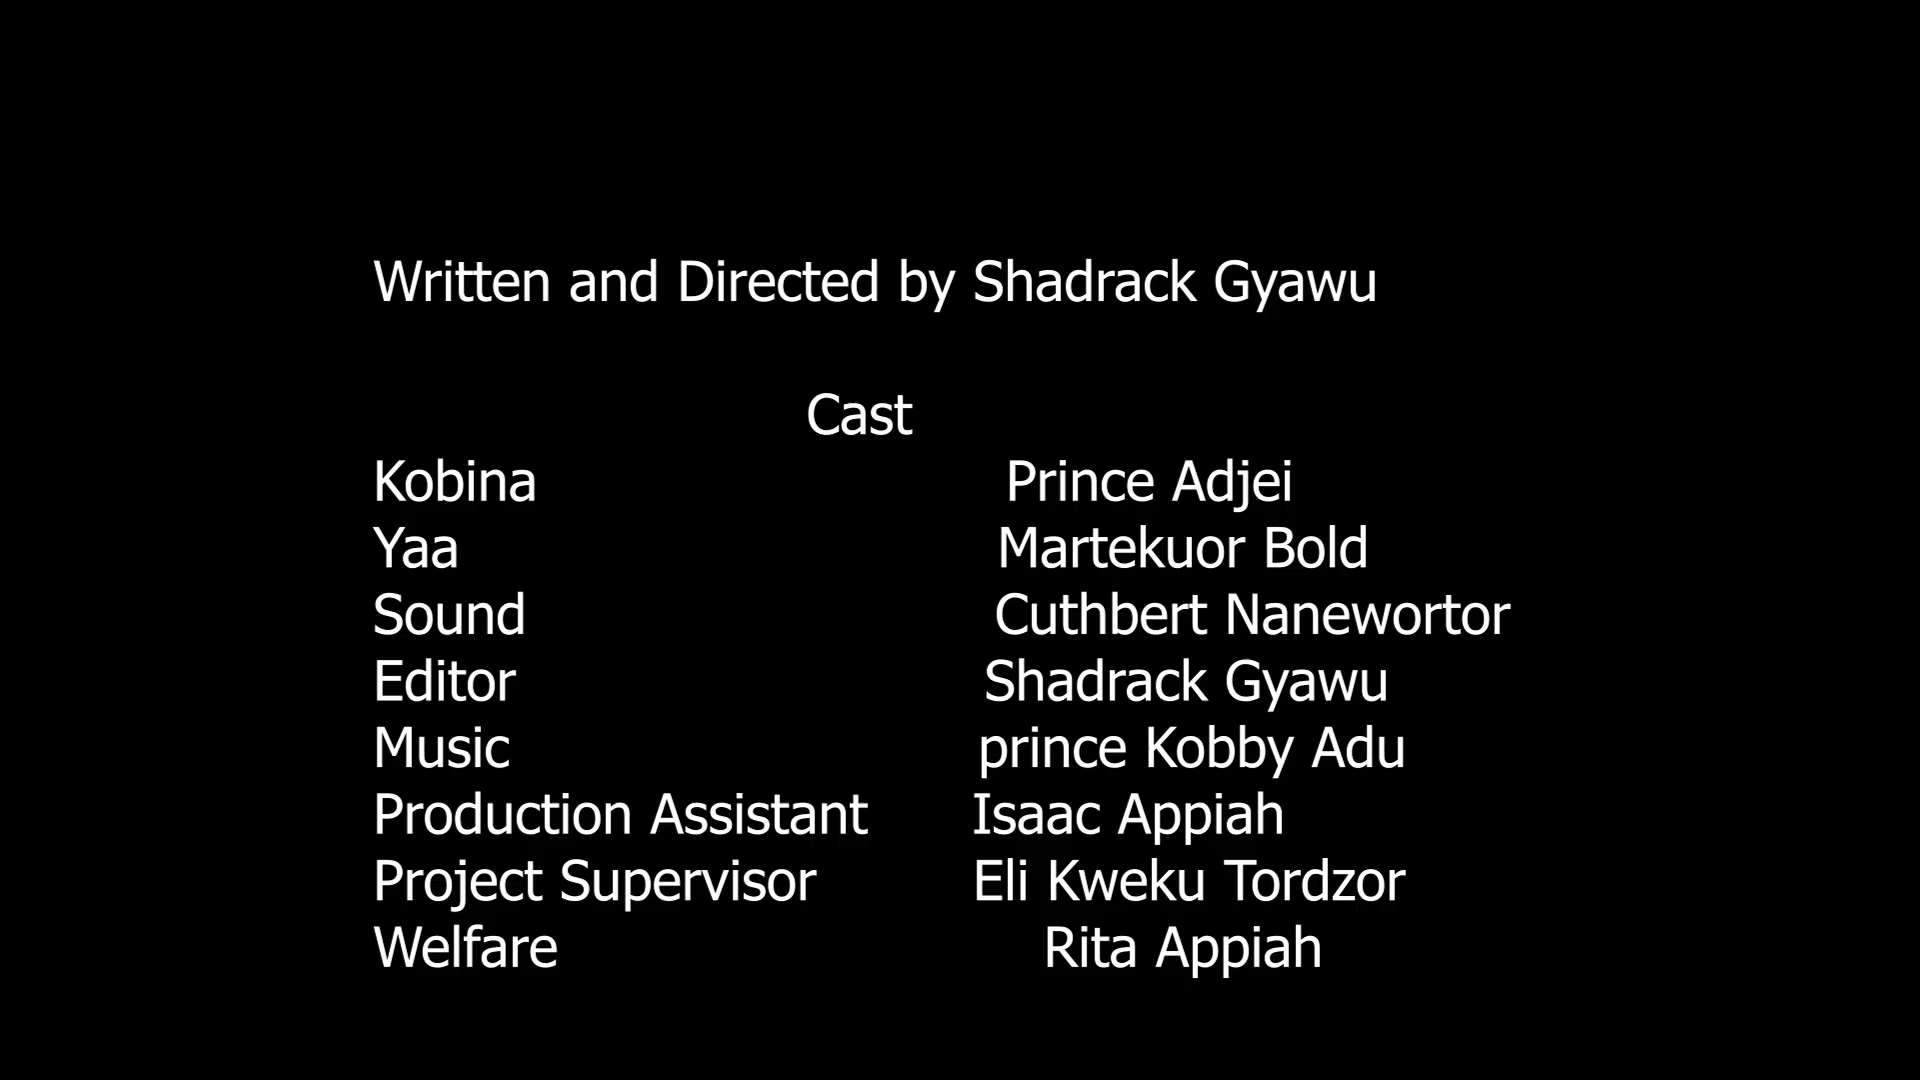 Written and Directed by Shadrack Gyawu
Cast
Kobina Prince Adjei
Yaa Martekuor Bold
Sound Cuthbert Nanewortor
Editor Shadrack Gyawu
Music prince Kobby Adu
Production Assistant Isaac Appiah
Project Supervisor Eli Kweku Tordzor
Welfare Rita Appiah